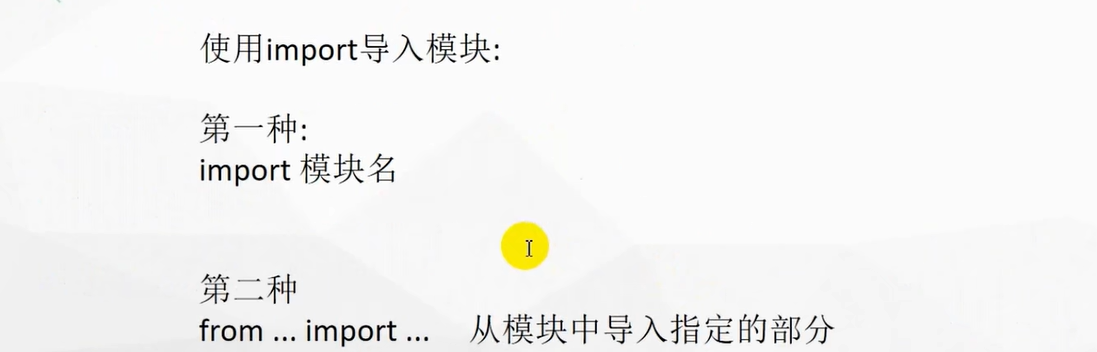 使用import导入模块:
第一种:
import 模块名
第二种
from ... import ... 从模块中导入指定的部分